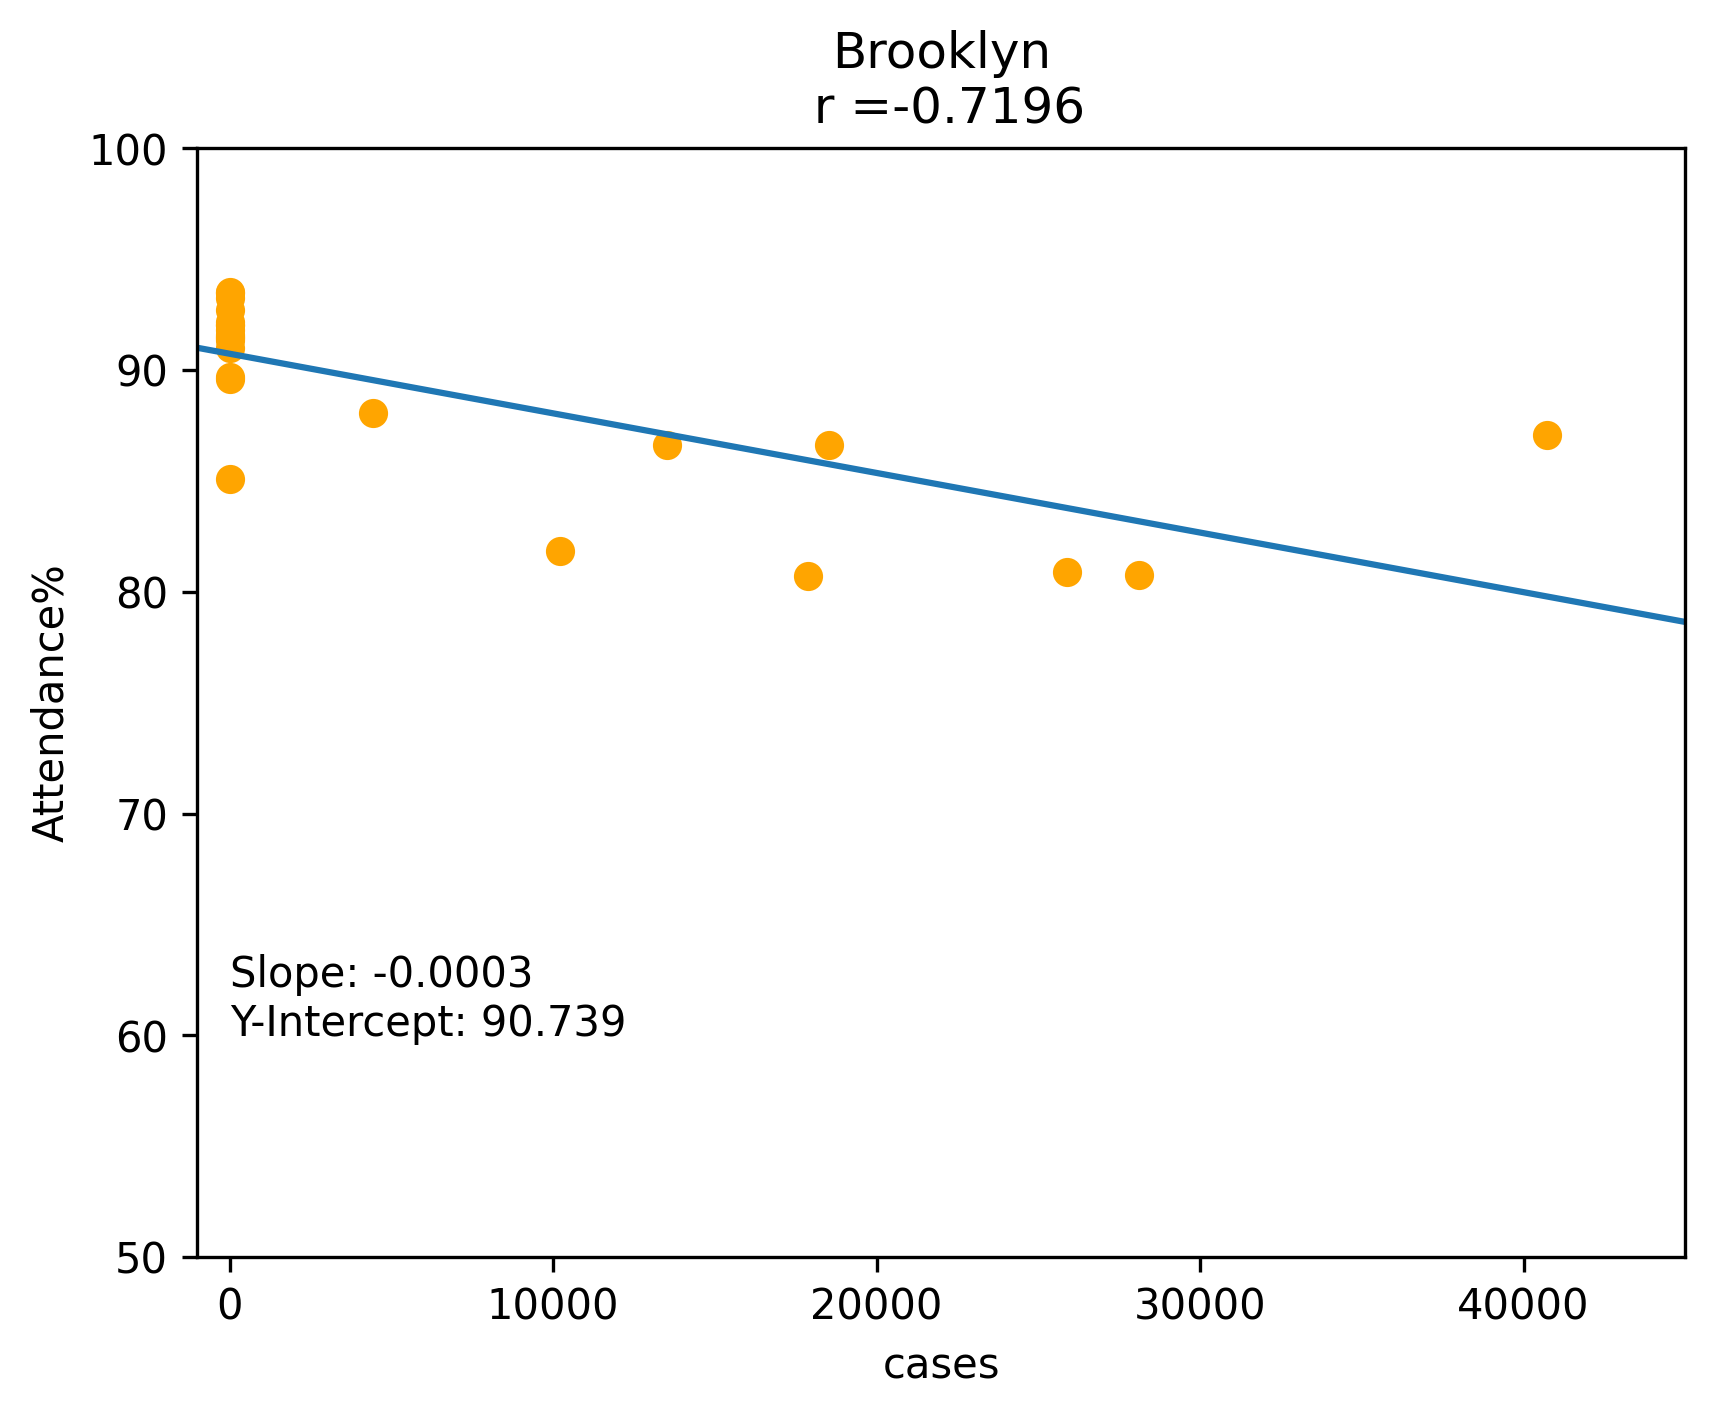 Brooklyn
r =-0.7196
100
90
80
70
60
50
Attendance%
Slope: -0.0003
Y-Intercept: 90.739
0 10000 20000 30000 40000
cases